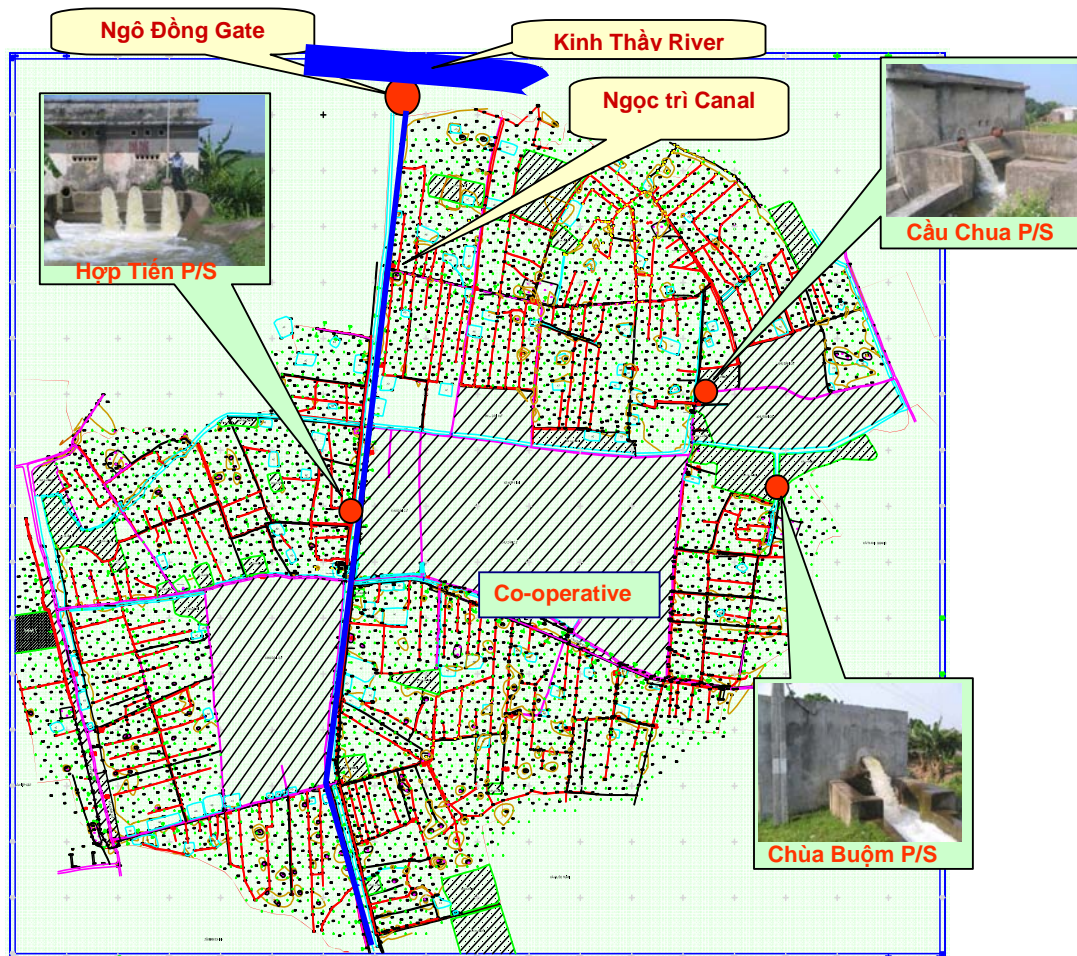 Ngô Đồng Gate
Kinh Thầy River
Ngọc trì Canal
Cầu Chua P/S
Hợp Tiến P/S
Co-operative
Chùa Buộm P/S